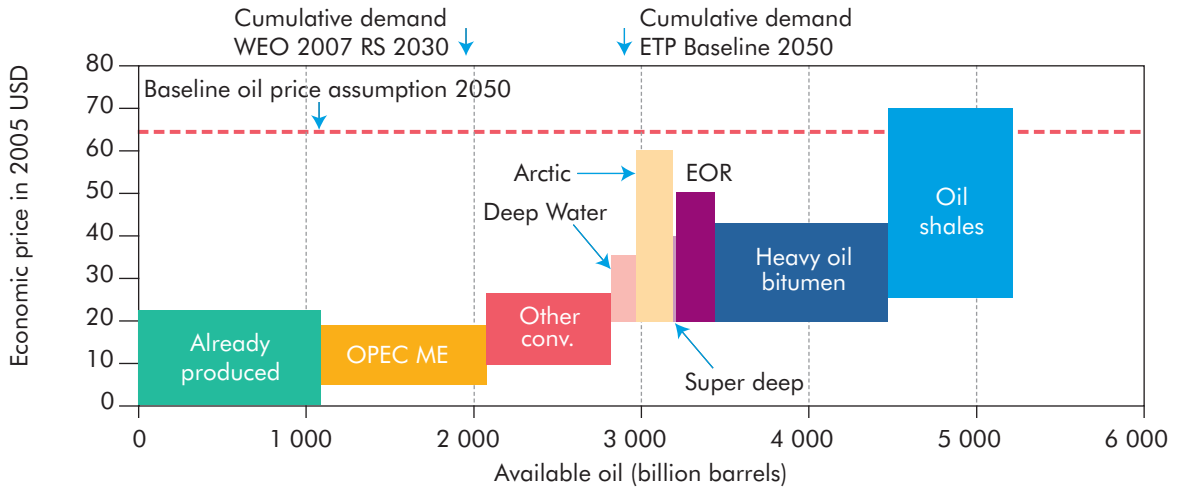 Cumulative demand
WEO 2007 RS 2030
Cumulative demand
ETP Baseline 2050
Economic price in 2005 USD
80
70
60
50
40
30
20
10
0
Baseline oil price assumption 2050
Arctic
EOR
Deep Water
Oil
shales
Heavy oil
bitumen
Other
conv.
Already
produced
OPEC ME
Super deep
0
1 000
2 000
3 000
4 000
5 000
6 000
Available oil (billion barrels)